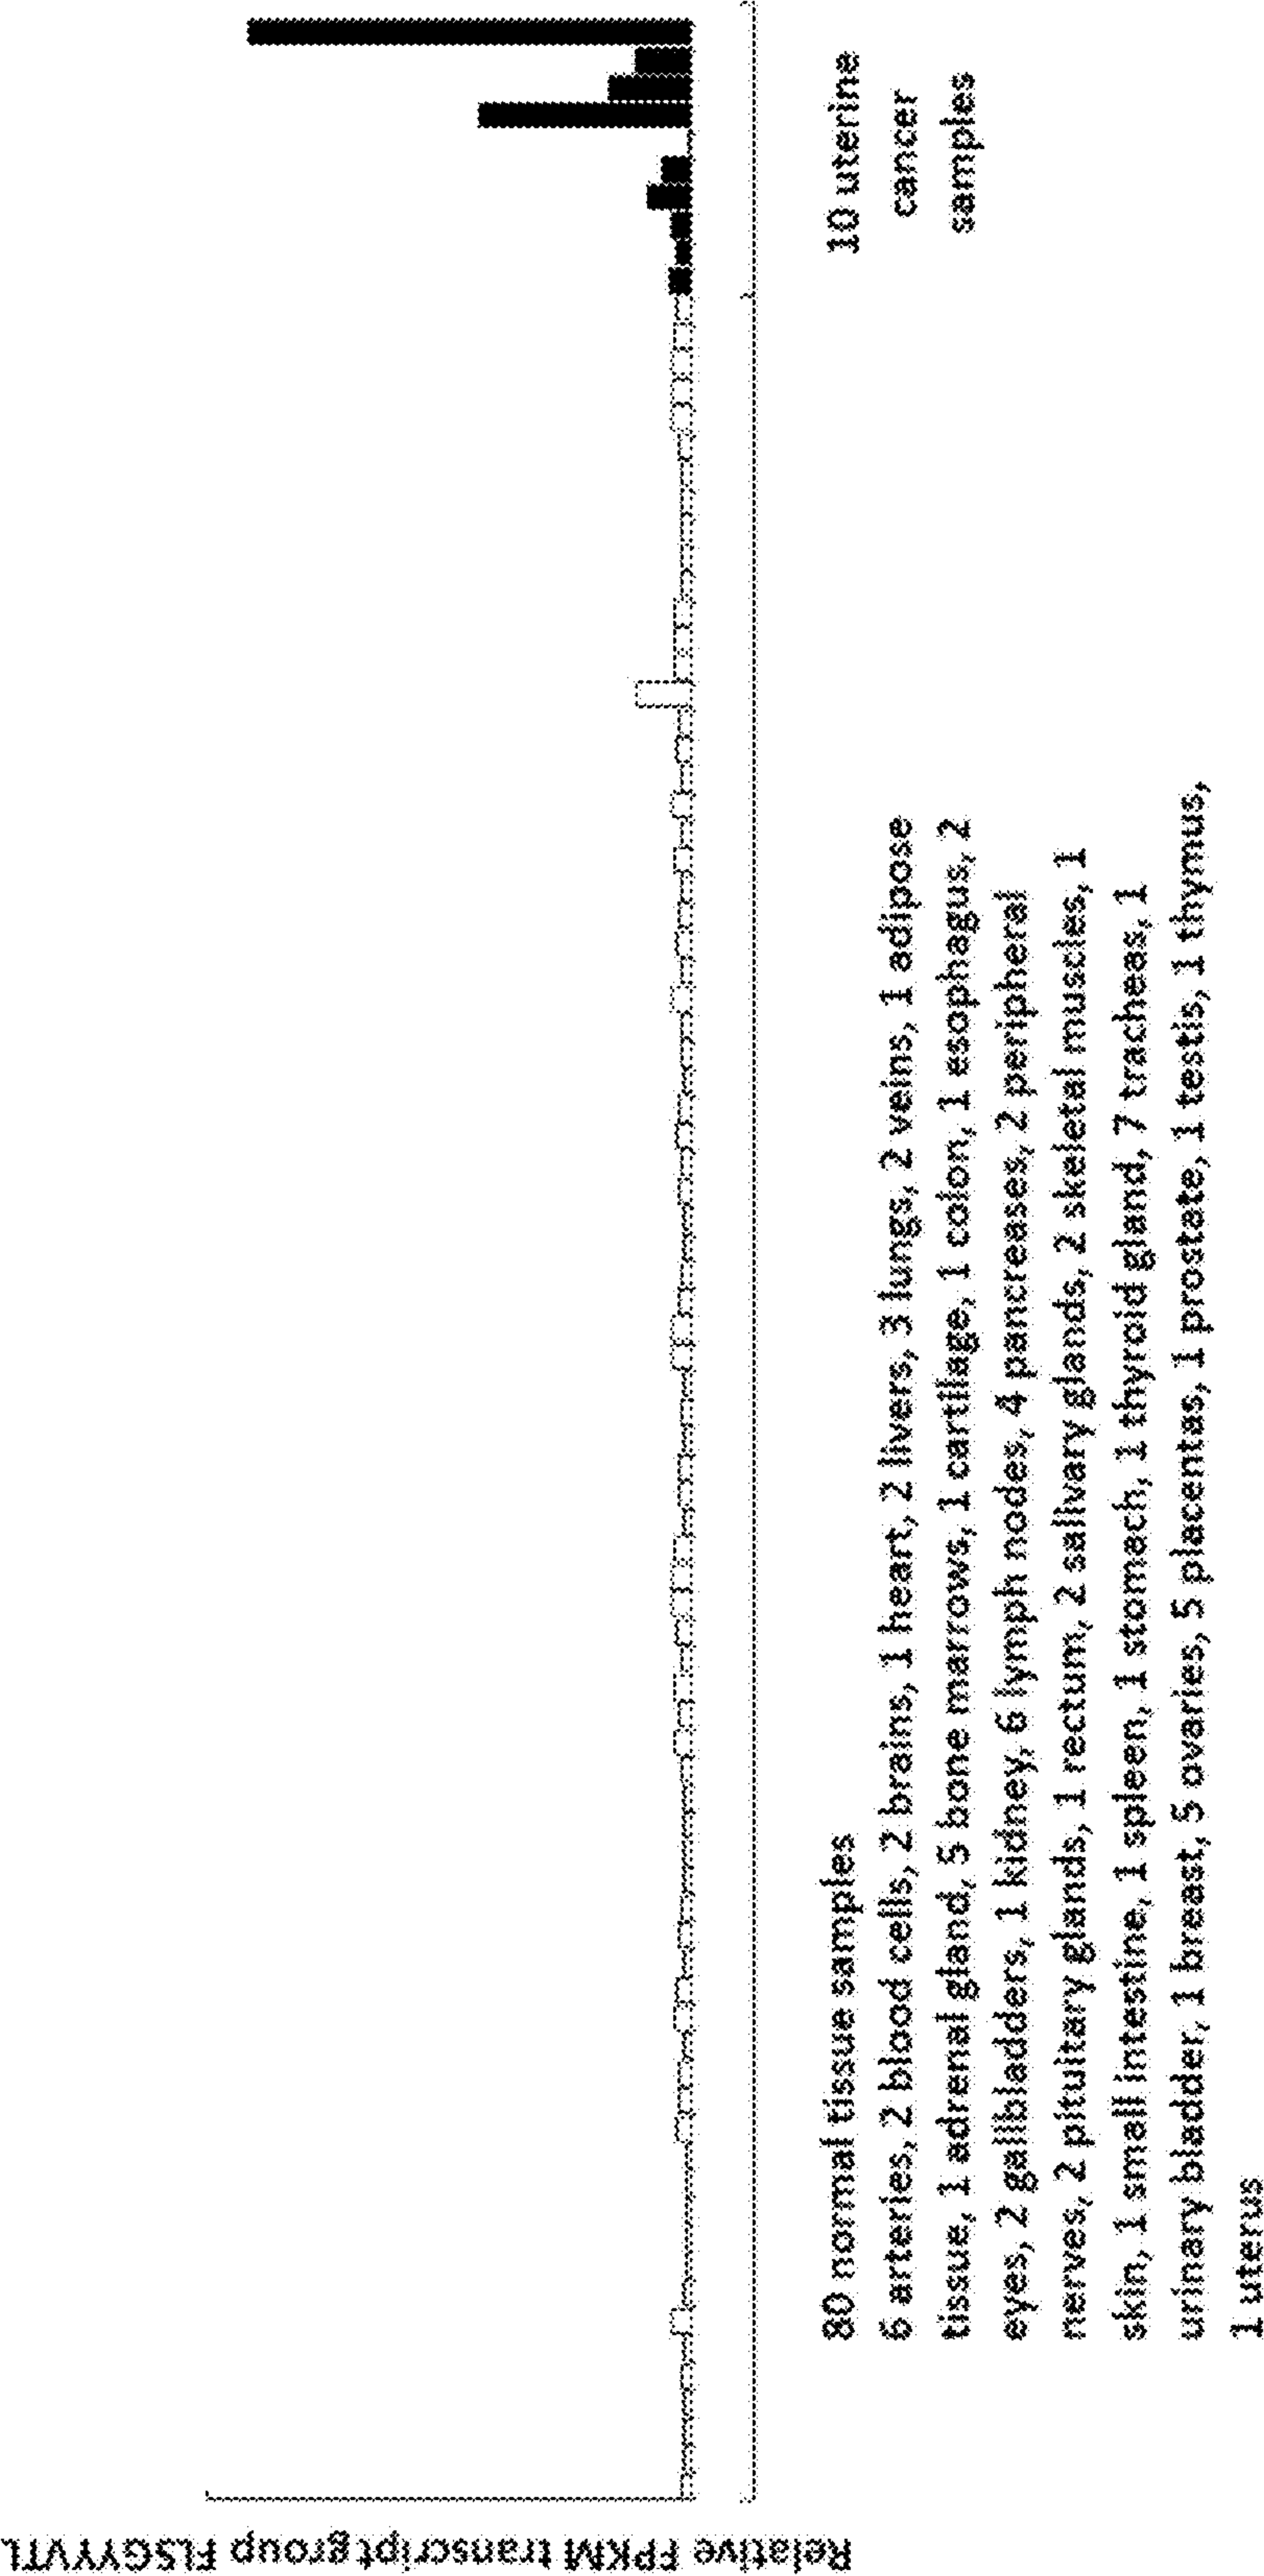 Relative FPKM transcript group FLSGYYVTL
80 normal tissue samples
6 arteries, 2 blood cells, 2 brains, 1 heart, 2 livers, 3 lungs, 2 veins, 1 adipose
tissue, 1 adrenal gland, 5 bone marrows, 1 cartilage, 1 colon, 1 esophagus, 2
eyes, 2 gallbladders, 1 kidney, 6 lymph nodes, 4 pancreases, 2 peripheral
nerves, 2 pituitary glands, 1 rectum, 2 salivary glands, 2 skeletal muscles, 1
skin, 1 small intestine, 1 spleen, 1 stomach, 1 thyroid gland, 7 tracheas, 1
urinary bladder, 1 breast, 5 ovaries, 5 placentas, 1 prostate, 1 testis, 1 thymus,
1 uterus
10 uterine
cancer
samples